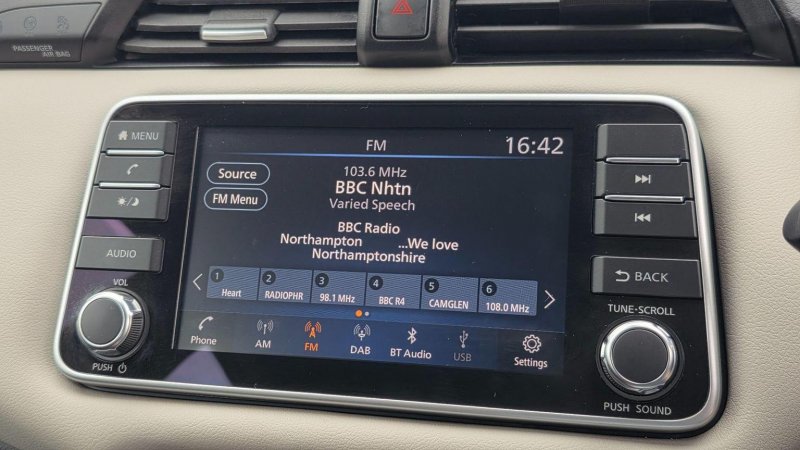 PASSENGER
AIR BAG
MENU
AUDIO
VOL
PUSH
FM
16:42
Source
FM Menu
103.6 MHz
BBC Nhtn
Varied Speech
BBC Radio
Northampton ...We love
Northamptonshire
1 Heart
2 RADIOPHR
3 98.1 MHz
4 BBC R4
5 CAMGLEN
6 108.0 MHz
Phone
AM
FM
DAB
BT Audio
USB
Settings
BACK
TUNE·SCROLL
PUSH SOUND